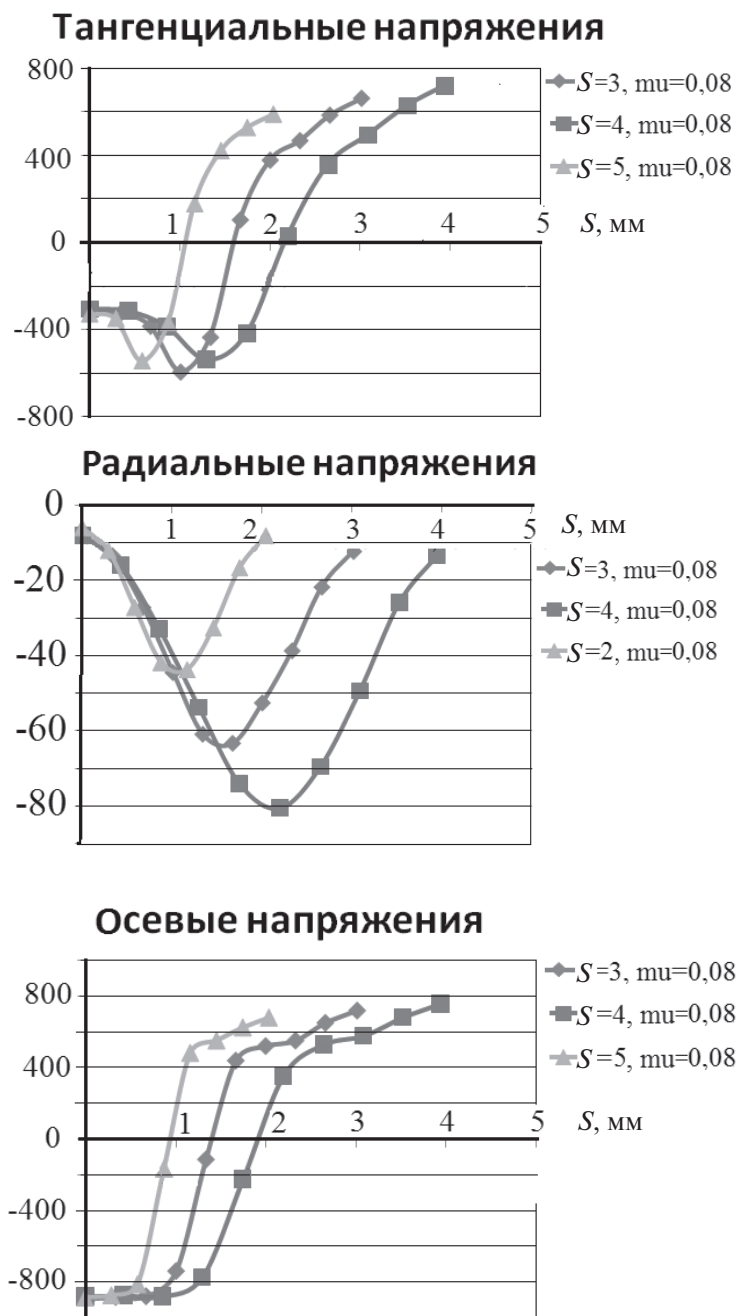 Тангенциальные напряжения
800
400
0
-400
-800
1 2 3 4 5
S, мм
S=3, mu=0,08
S=4, mu=0,08
S=5, mu=0,08
Радиальные напряжения
0
-20
-40
-60
-80
1 2 3 4 5
S, мм
S=3, mu=0,08
S=4, mu=0,08
S=2, mu=0,08
Осевые напряжения
800
400
0
-400
-800
1 2 3 4 5
S, мм
S=3, mu=0,08
S=4, mu=0,08
S=5, mu=0,08